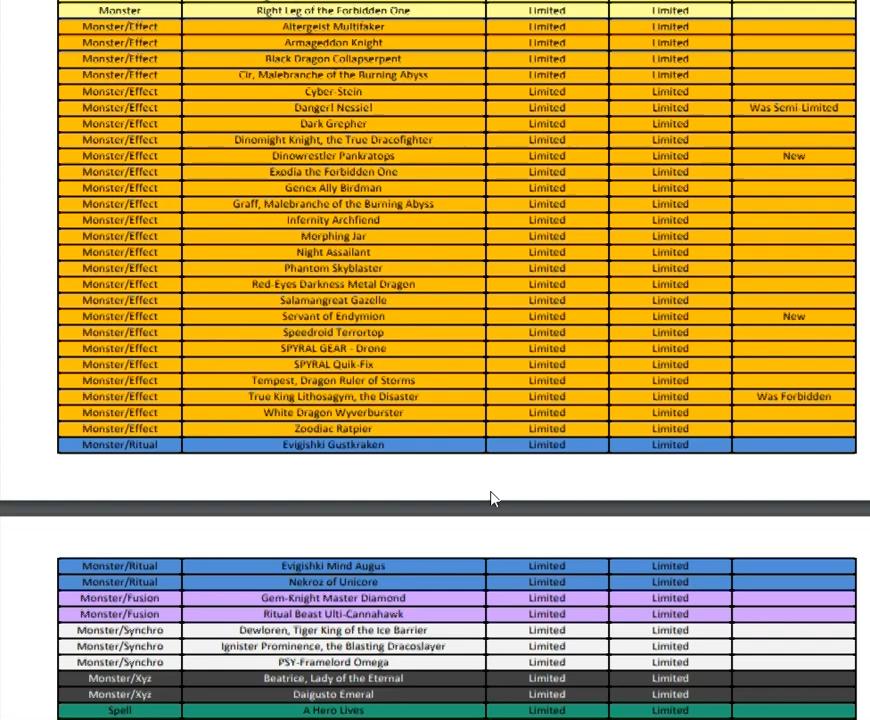 Monster Right Leg of the Forbidden One Limited Limited
Monster/Effect Altergeist Multifaker Limited Limited
Monster/Effect Armageddon Knight Limited Limited
Monster/Effect Black Dragon Collapserpent Limited Limited
Monster/Effect Cir, Malebranche of the Burning Abyss Limited Limited
Monster/Effect Cyber-Stein Limited Limited
Monster/Effect Danger! Nessie! Limited Limited Was Semi-Limited
Monster/Effect Dark Grepher Limited Limited
Monster/Effect Dinomight Knight, the True Dracofighter Limited Limited
Monster/Effect Dinowrestler Pankratops Limited Limited New
Monster/Effect Exodia the Forbidden One Limited Limited
Monster/Effect Genex Ally Birdman Limited Limited
Monster/Effect Graff, Malebranche of the Burning Abyss Limited Limited
Monster/Effect Infernity Archfiend Limited Limited
Monster/Effect Morphing Jar Limited Limited
Monster/Effect Night Assailant Limited Limited
Monster/Effect Phantom Skyblaster Limited Limited
Monster/Effect Red-Eyes Darkness Metal Dragon Limited Limited
Monster/Effect Salamangreat Gazelle Limited Limited
Monster/Effect Servant of Endymion Limited Limited New
Monster/Effect Speedroid Terrortop Limited Limited
Monster/Effect SPYRAL GEAR - Drone Limited Limited
Monster/Effect SPYRAL Quik-Fix Limited Limited
Monster/Effect Tempest, Dragon Ruler of Storms Limited Limited
Monster/Effect True King Lithosagym, the Disaster Limited Limited Was Forbidden
Monster/Effect White Dragon Wyverburster Limited Limited
Monster/Effect Zoodiac Ratpier Limited Limited
Monster/Ritual Evigishki Gustkraken Limited Limited
Monster/Ritual Evigishki Mind Augus Limited Limited
Monster/Ritual Nekroz of Unicore Limited Limited
Monster/Fusion Gem-Knight Master Diamond Limited Limited
Monster/Fusion Ritual Beast Ulti-Cannahawk Limited Limited
Monster/Synchro Dewloren, Tiger King of the Ice Barrier Limited Limited
Monster/Synchro Ignister Prominence, the Blasting Dracoslayer Limited Limited
Monster/Synchro PSY-Framelord Omega Limited Limited
Monster/Xyz Beatrice, Lady of the Eternal Limited Limited
Monster/Xyz Daigusto Emeral Limited Limited
Spell A Hero Lives Limited Limited